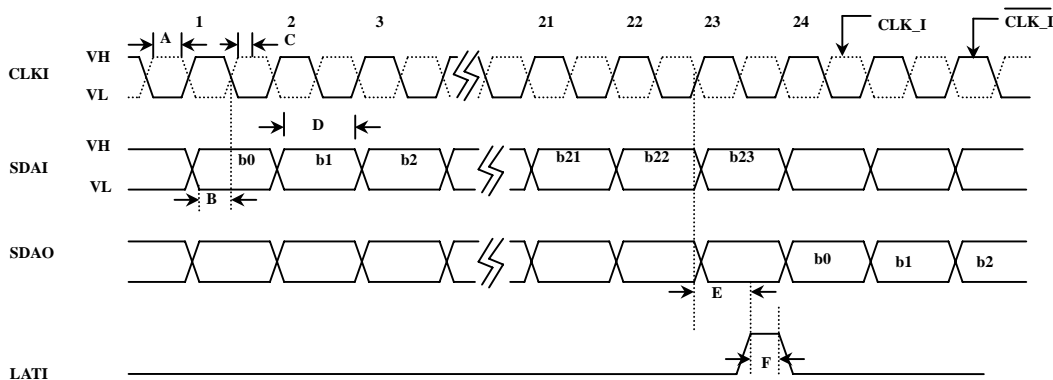 1 2 3 21 22 23 24 CLK_I CLK_I
A C
CLKI VH
VL
D
SDAI VH b0 b1 b2 b21 b22 b23
VL
B
SDAO b0 b1 b2
E
F
LATI